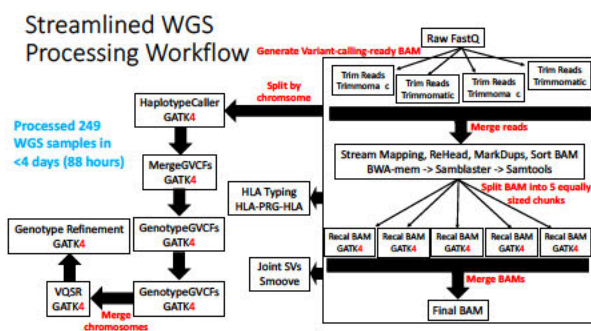 Streamlined WGS
Processing Workflow
Generate Variant-calling-ready BAM
Raw FastQ
Trim Reads
Trimmoma c
Trim Reads
Trimmomatic
Trim Reads
Trimmoma c
Trim Reads
Trimmomatic
Merge reads
Stream Mapping, ReHead, MarkDups, Sort BAM
BWA-mem -> Samblaster -> Samtools
Split BAM into 5 equally
sized chunks
Recal BAM
GATK4
Recal BAM
GATK4
Recal BAM
GATK4
Recal BAM
GATK4
Recal BAM
GATK4
Merge BAMs
Final BAM
Split by
chromsome
HaplotypeCaller
GATK4
MergeGVCFs
GATK4
GenotypeGVCFs
GATK4
GenotypeGVCFs
GATK4
Merge
chromosomes
VQSR
GATK4
Genotype Refinement
GATK4
HLA Typing
HLA-PRG-HLA
Joint SVs
Smoove
Processed 249
WGS samples in
<4 days (88 hours)